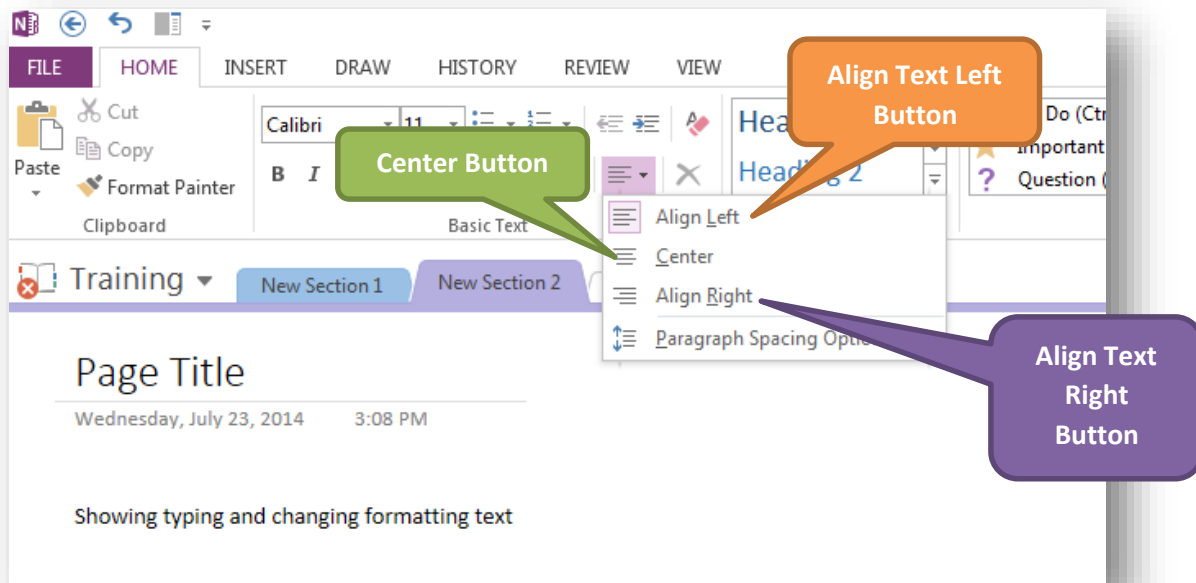 N
FILE HOME INSERT DRAW HISTORY REVIEW VIEW
Align Text Left
Button
Cut
Copy
Paste
Format Painter
Clipboard
Calibri 11
B I
Basic Text
Center Button
Heading 2
Do (Ctr
Important
? Question (
Align Left
Center
Align Right
Paragraph Spacing
Align Text
Right
Button
Training New Section 1 New Section 2
Page Title
Wednesday, July 23, 2014 3:08 PM
Showing typing and changing formatting text